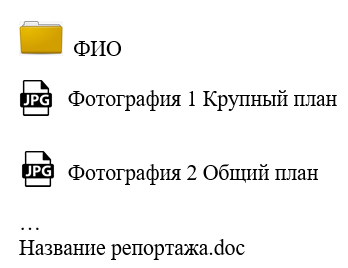 ФИО
JPG
Фотография 1 Крупный план
JPG
Фотография 2 Общий план
…
Название репортажа.doc